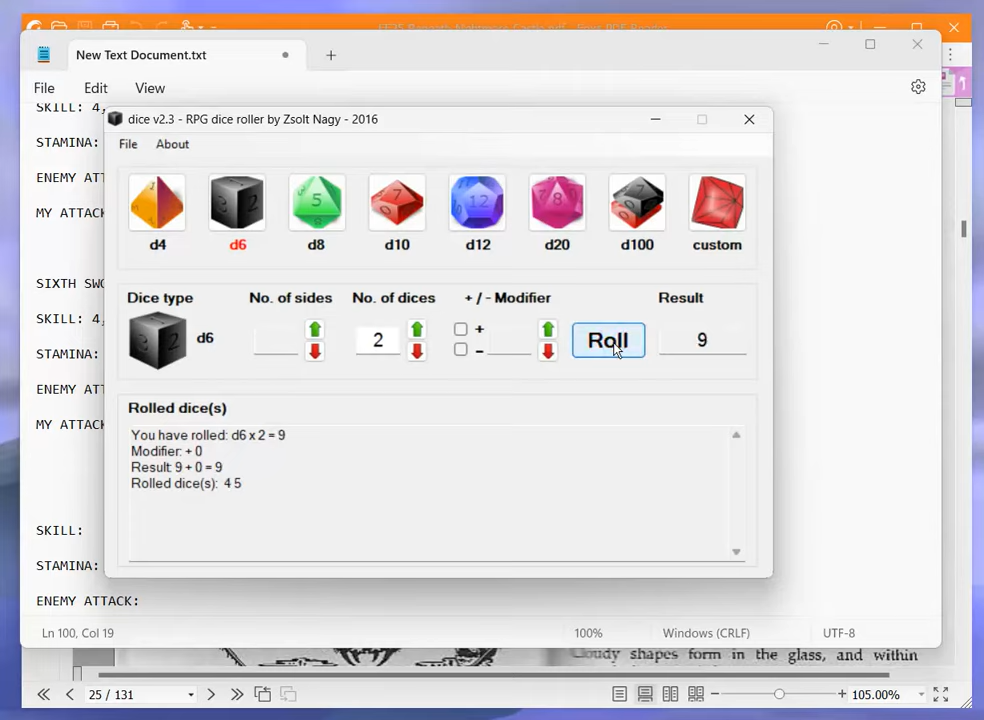 New Text Document.txt
File Edit View
SKILL: 4,
dice v2.3 - RPG dice roller by Zsolt Nagy - 2016
STAMINA:
File About
ENEMY ATT
MY ATTACK
d4 d6 d8 d10 d12 d20 d100 custom
SIXTH SWO
Dice type No. of sides No. of dices + / - Modifier Result
SKILL: 4,
d6 2 + - Roll 9
STAMINA:
ENEMY ATT
Rolled dice(s)
MY ATTACK
You have rolled: d6 x 2 = 9
Modifier: + 0
Result: 9 + 0 = 9
Rolled dice(s): 4 5
SKILL:
STAMINA:
ENEMY ATTACK:
Ln 100, Col 19 100% Windows (CRLF) UTF-8
Cloudy shapes form in the glass, and within
25 / 131 105.00%